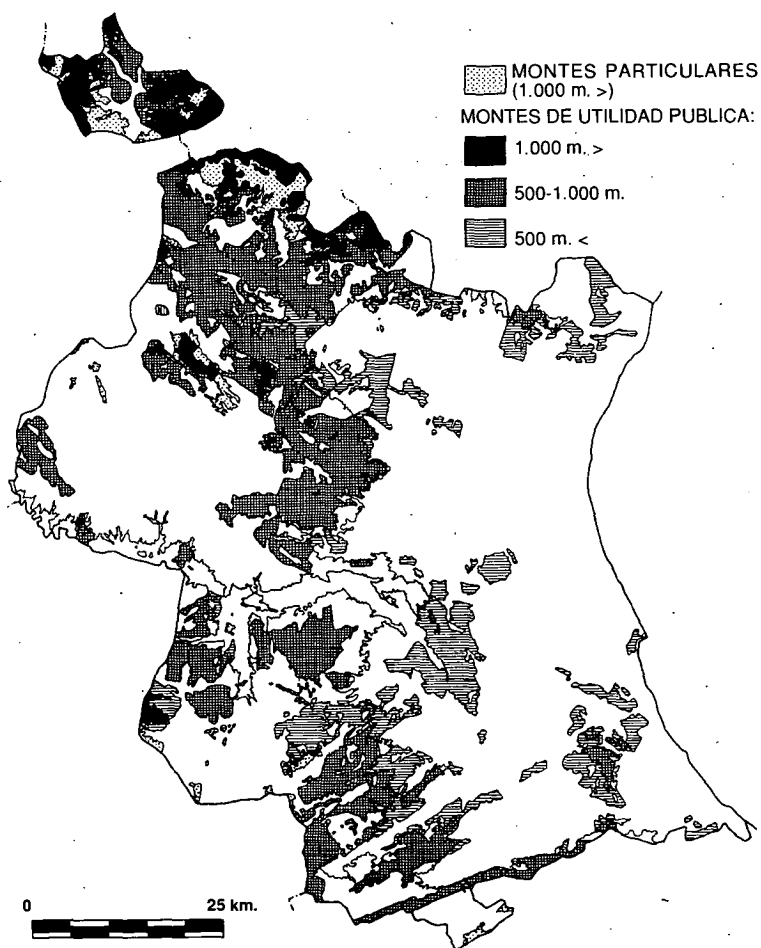 MONTES PARTICULARES
(1.000 m. >)
MONTES DE UTILIDAD PUBLICA:
1.000 m. >
500-1.000 m.
500 m. <
0 25 km.